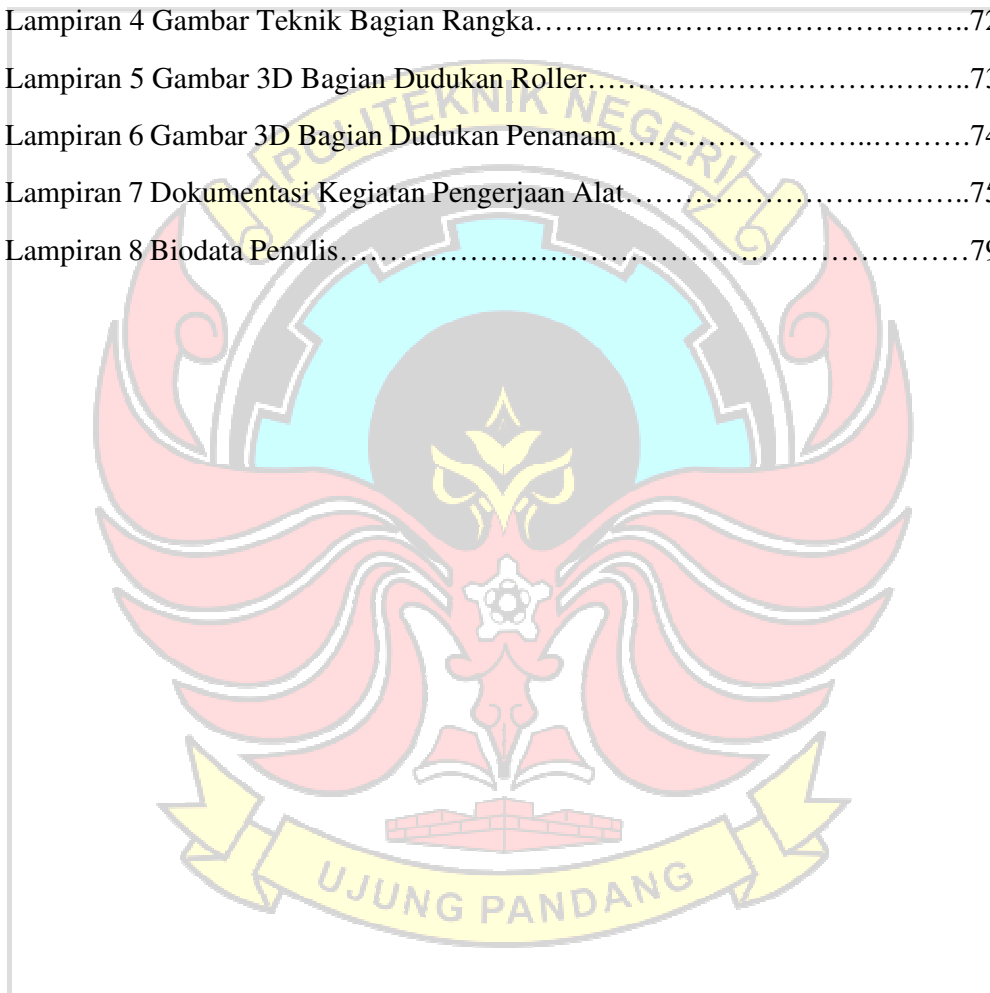 Lampiran 4 Gambar Teknik Bagian Rangka……………………………………..72
Lampiran 5 Gambar 3D Bagian Dudukan Roller………………………….……..73
Lampiran 6 Gambar 3D Bagian Dudukan Penanam……………………..……….74
Lampiran 7 Dokumentasi Kegiatan Pengerjaan Alat……………………………..75
Lampiran 8 Biodata Penulis………………………………………………………79
POLITEKNIK NEGERI
UJUNG PANDANG